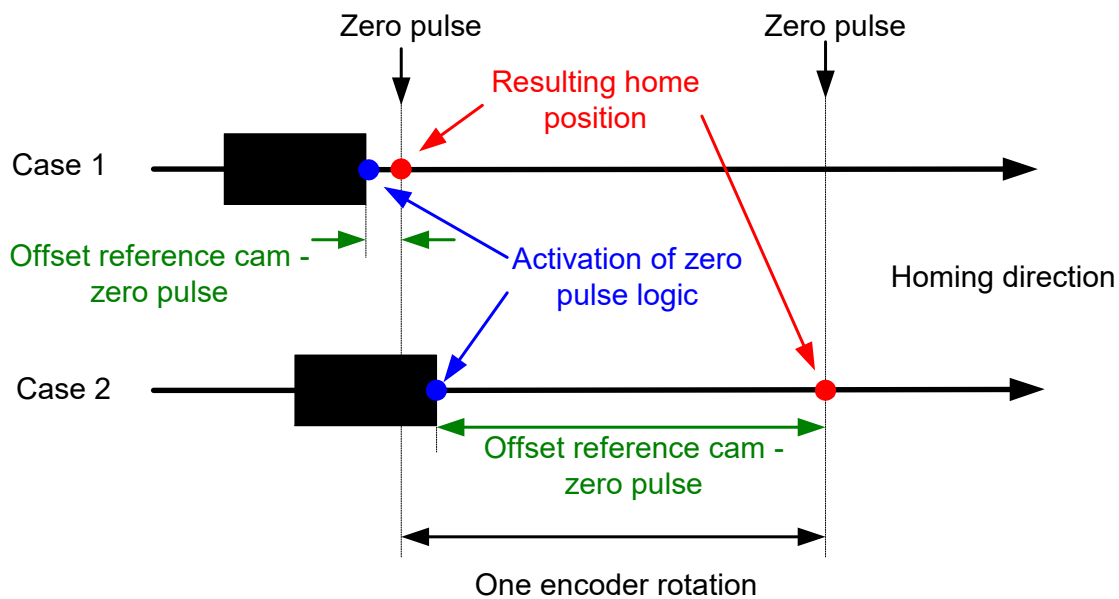 Zero pulse
Zero pulse
Resulting home
position
Case 1
Offset reference cam -
zero pulse
Activation of zero
pulse logic
Homing direction
Case 2
Offset reference cam -
zero pulse
One encoder rotation